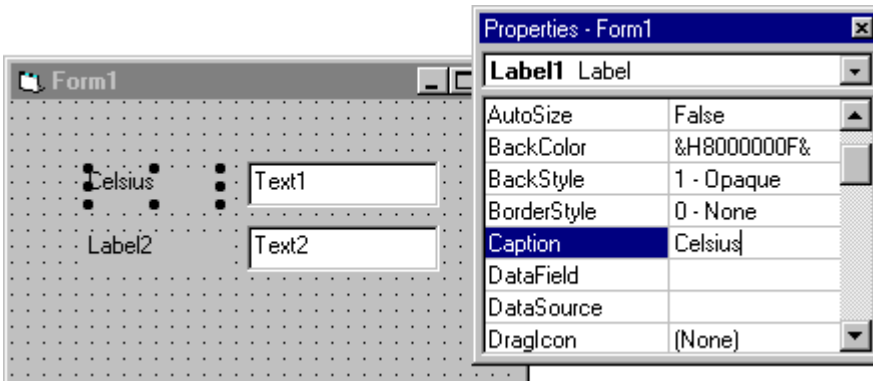 Form1
Celsius
Text1
Label2
Text2
Properties - Form1
Label1 Label
AutoSize False
BackColor &H8000000F&
BackStyle 1 - Opaque
BorderStyle 0 - None
Caption Celsius
DataField
DataSource
DragIcon (None)